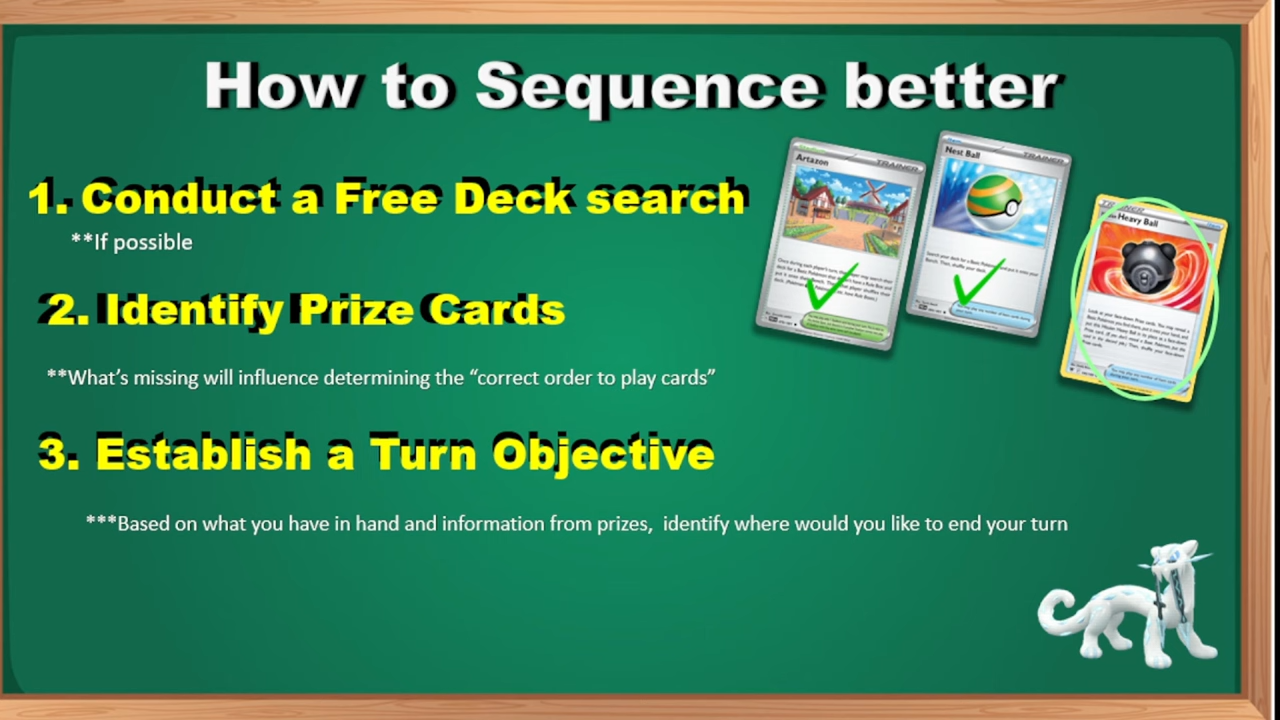 How to Sequence better
1. Conduct a Free Deck search
**If possible
2. Identify Prize Cards
**What's missing will influence determining the “correct order to play cards”
3. Establish a Turn Objective
***Based on what you have in hand and information from prizes, identify where would you like to end your turn
Artazon
TRAINER
Nest Ball
TRAINER
Heavy Ball